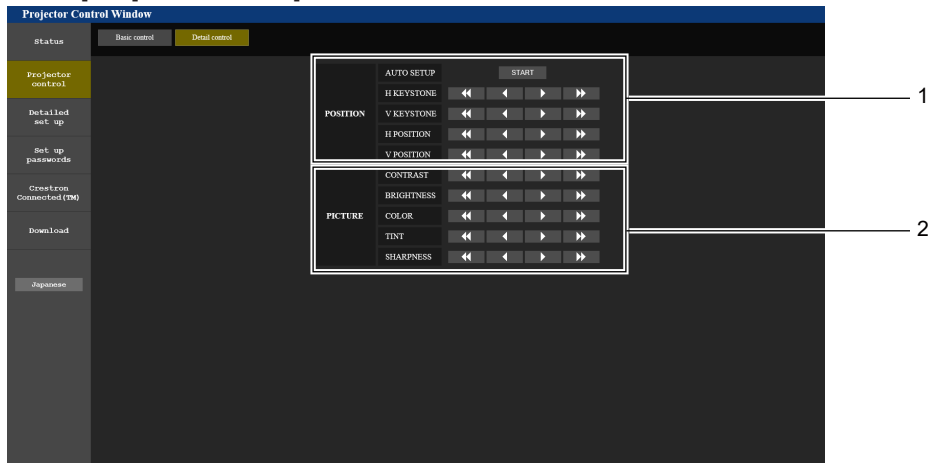 Projector Control Window
Status
Basic control
Detail control
Projector
control
Detailed
set up
Set up
passwords
Crestron
Connected(TM)
Download
Japanese
POSITION
AUTO SETUP
START
H KEYSTONE
V KEYSTONE
H POSITION
V POSITION
PICTURE
CONTRAST
BRIGHTNESS
COLOR
TINT
SHARPNESS
1
2